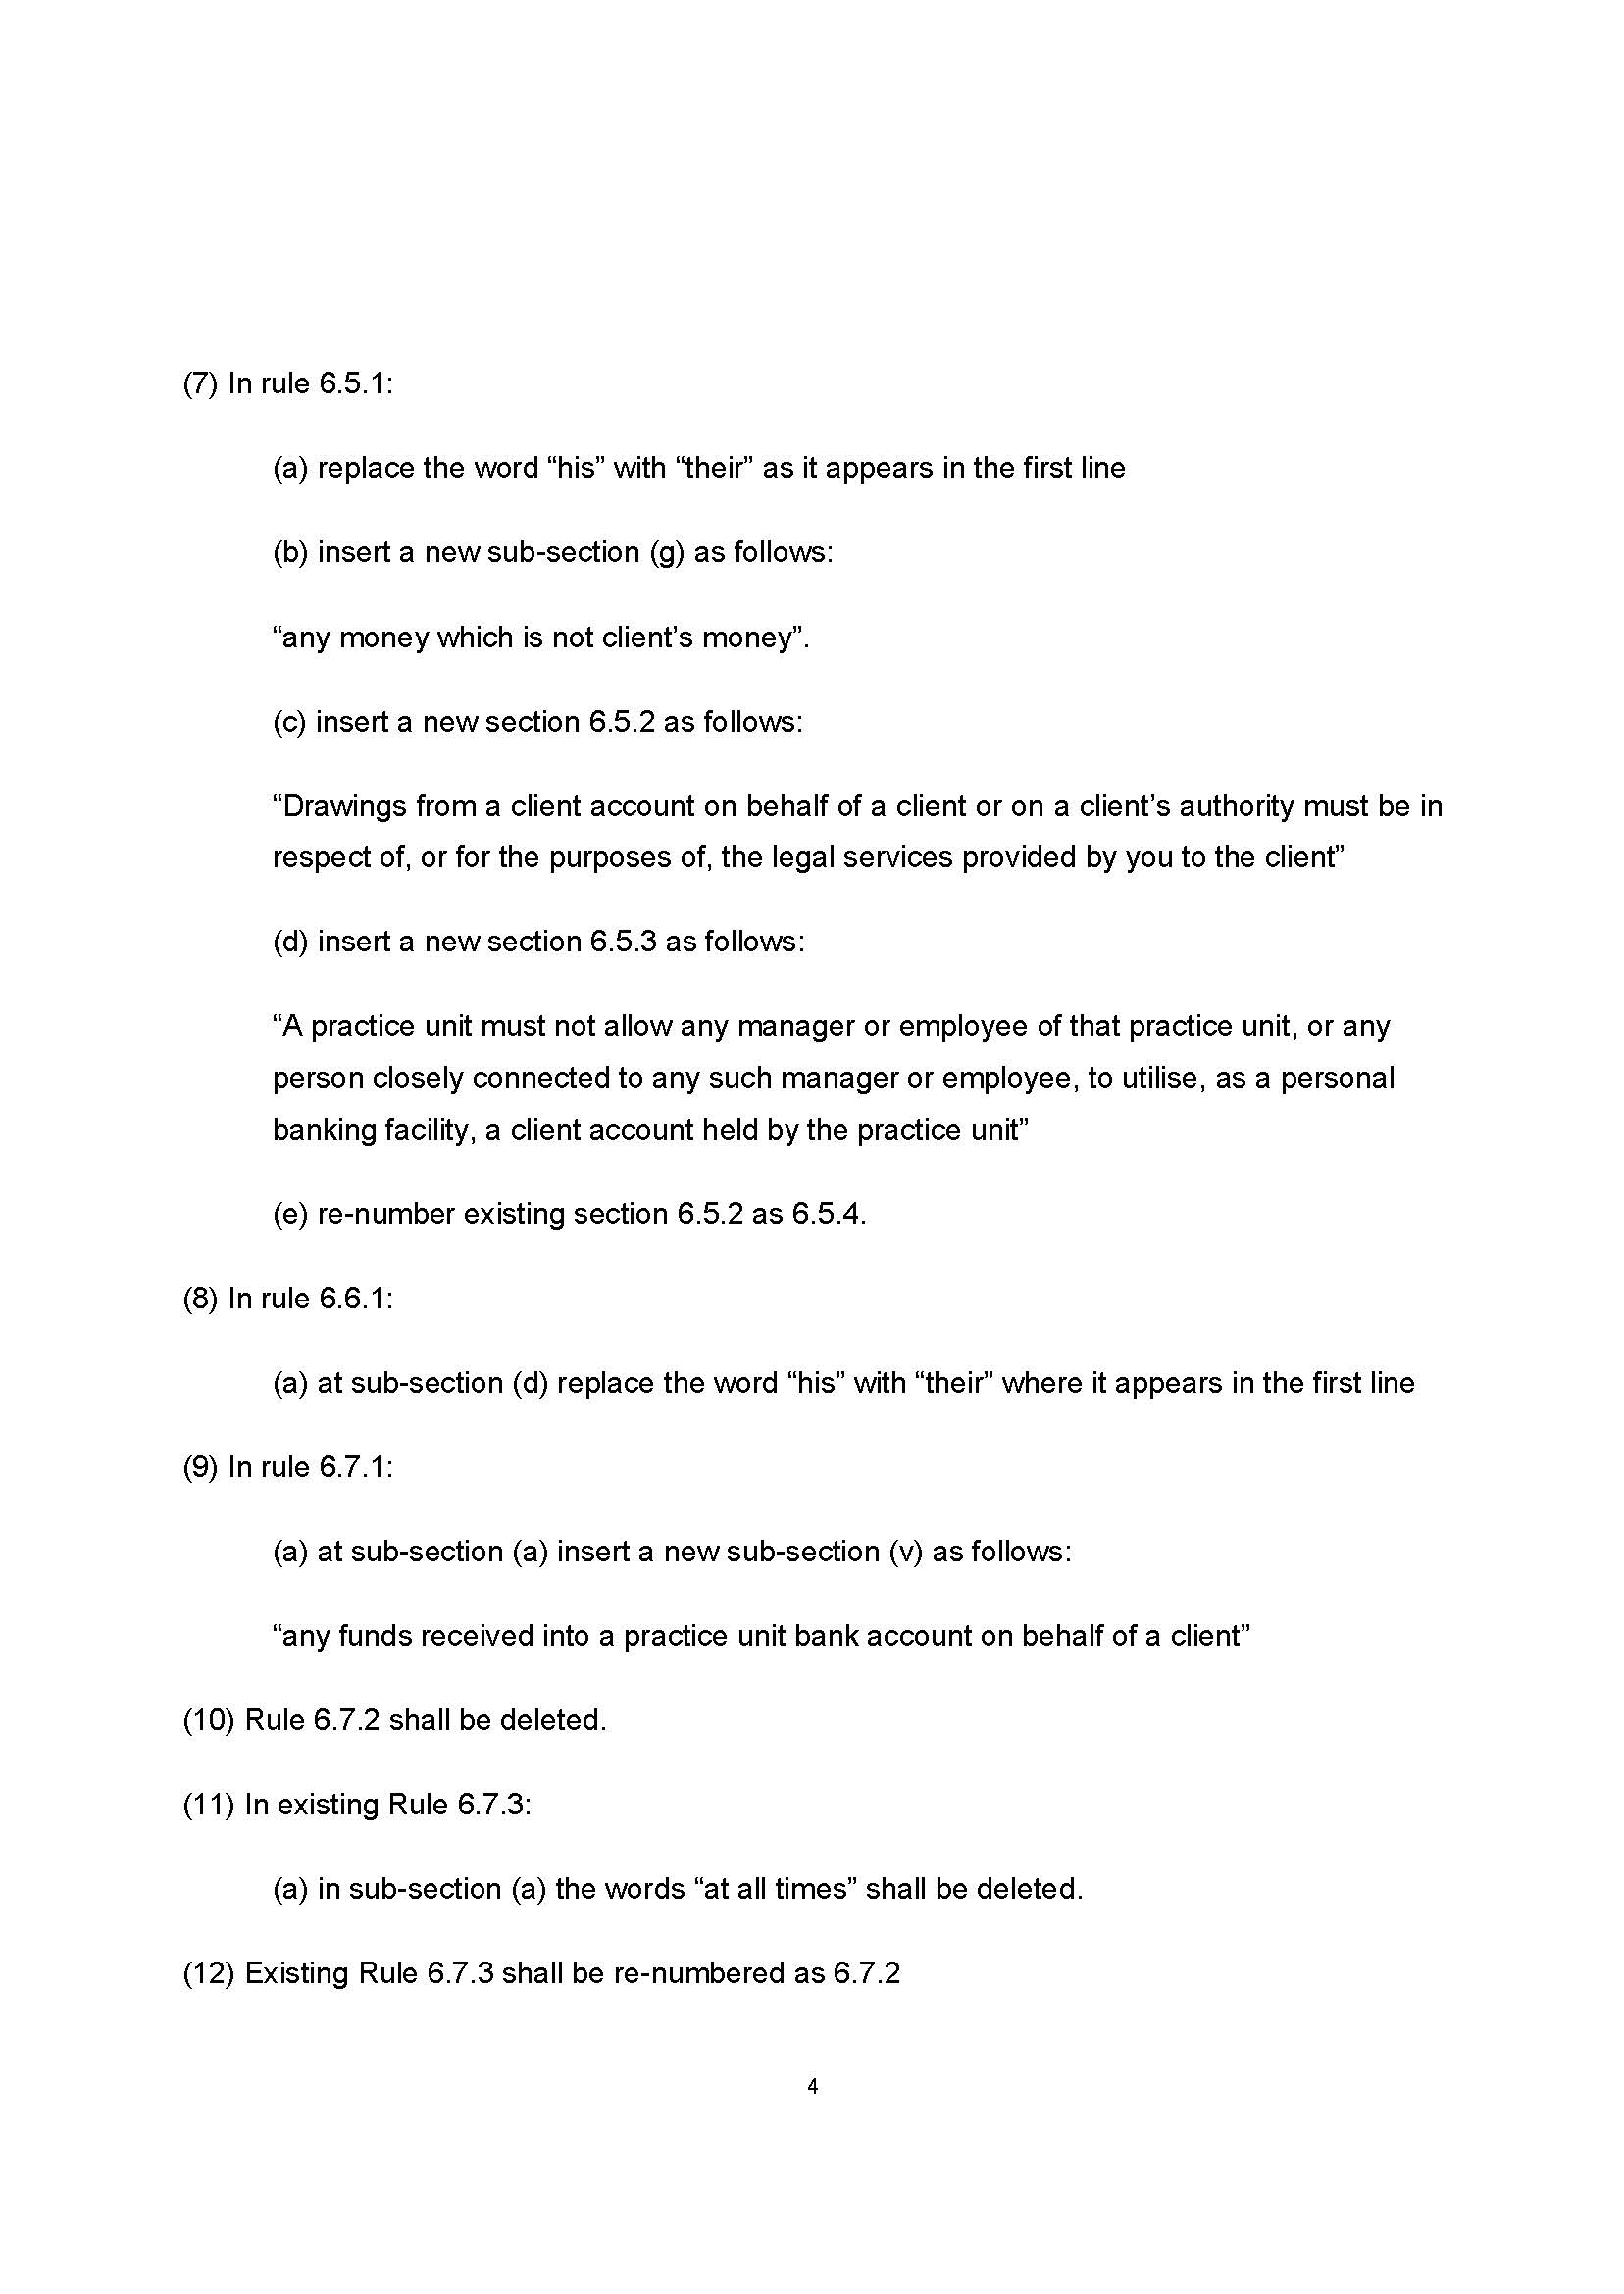 (7) In rule 6.5.1:
(a) replace the word “his” with “their” as it appears in the first line
(b) insert a new sub-section (g) as follows:
“any money which is not client’s money”.
(c) insert a new section 6.5.2 as follows:
“Drawings from a client account on behalf of a client or on a client’s authority must be in
respect of, or for the purposes of, the legal services provided by you to the client”
(d) insert a new section 6.5.3 as follows:
“A practice unit must not allow any manager or employee of that practice unit, or any
person closely connected to any such manager or employee, to utilise, as a personal
banking facility, a client account held by the practice unit”
(e) re-number existing section 6.5.2 as 6.5.4.
(8) In rule 6.6.1:
(a) at sub-section (d) replace the word “his” with “their” where it appears in the first line
(9) In rule 6.7.1:
(a) at sub-section (a) insert a new sub-section (v) as follows:
“any funds received into a practice unit bank account on behalf of a client”
(10) Rule 6.7.2 shall be deleted.
(11) In existing Rule 6.7.3:
(a) in sub-section (a) the words “at all times” shall be deleted.
(12) Existing Rule 6.7.3 shall be re-numbered as 6.7.2
4